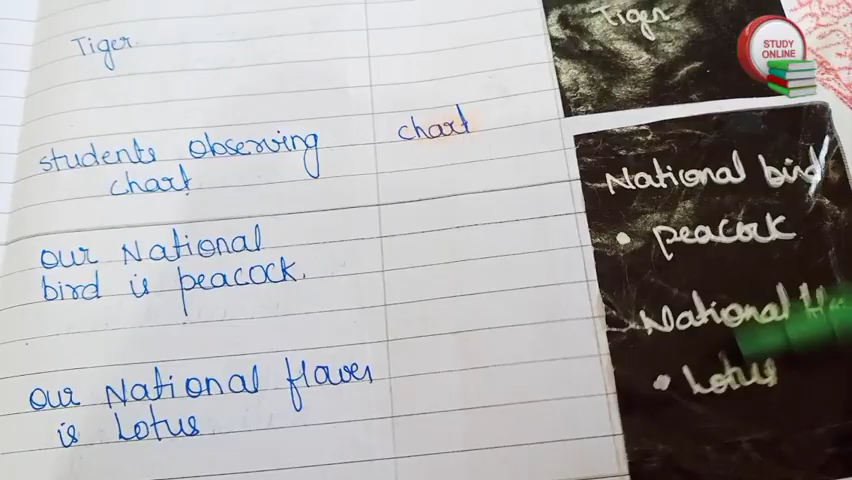 Tiger
students observing
chart
our National
bird is peacock.
our National flower
is Lotus
chart
Tiger
STUDY
ONLINE
National bird
• peacock
National
• Lotus